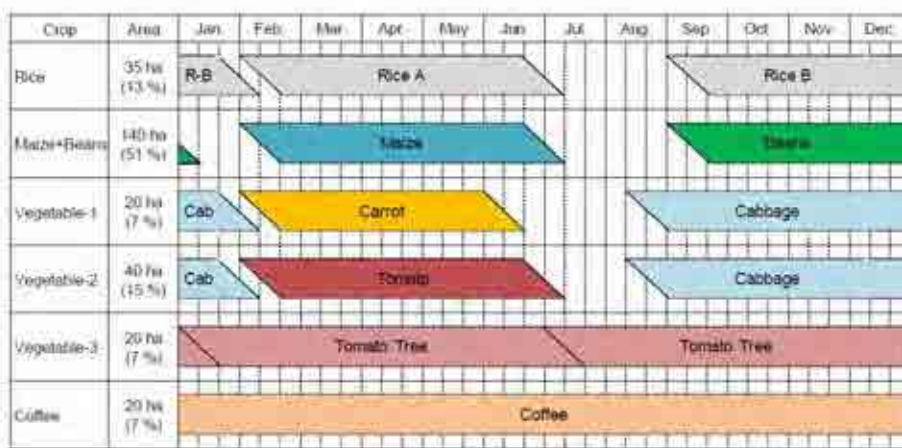 Crop Area Jan Feb Mar Apr May Jun Jul Aug Sep Oct Nov Dec
Rice 35 ha R-B Rice A Rice B
(13 %)
Maize+Beans 140 ha Maize Beans
(51 %)
Vegetable-1 20 ha Cab Carrot Cabbage
(7 %)
Vegetable-2 40 ha Cab Tomato Cabbage
(15 %)
Vegetable-3 20 ha Tomato Tree Tomato Tree
(7 %)
Coffee 20 ha Coffee
(7 %)